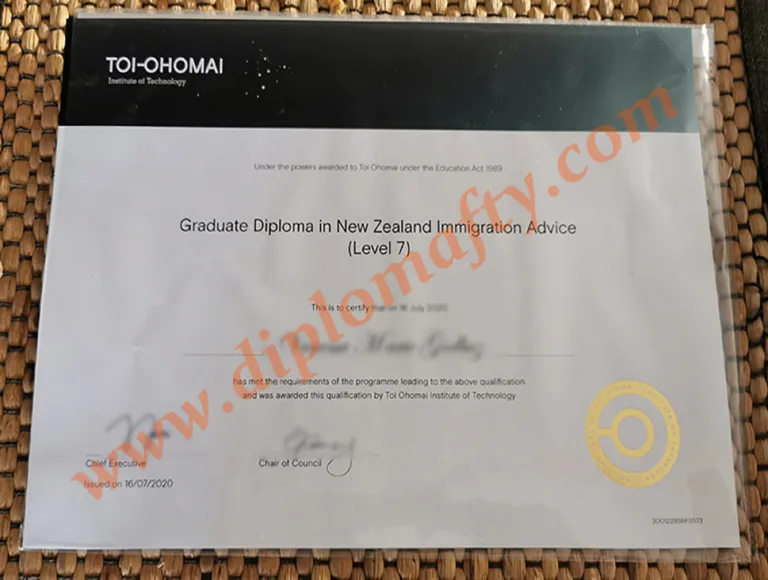 TOI-OHOMAI
Institute of Technology
Under the powers awarded to Toi Ohomai under the Education Act 1989
Graduate Diploma in New Zealand Immigration Advice
(Level 7)
This is to certify that on 16 July 2020
has met the requirements of the programme leading to the above qualification
and was awarded this qualification by Toi Ohomai Institute of Technology
Chief Executive
Chair of Council
Issued on 16/07/2020
www.diplomafty.com